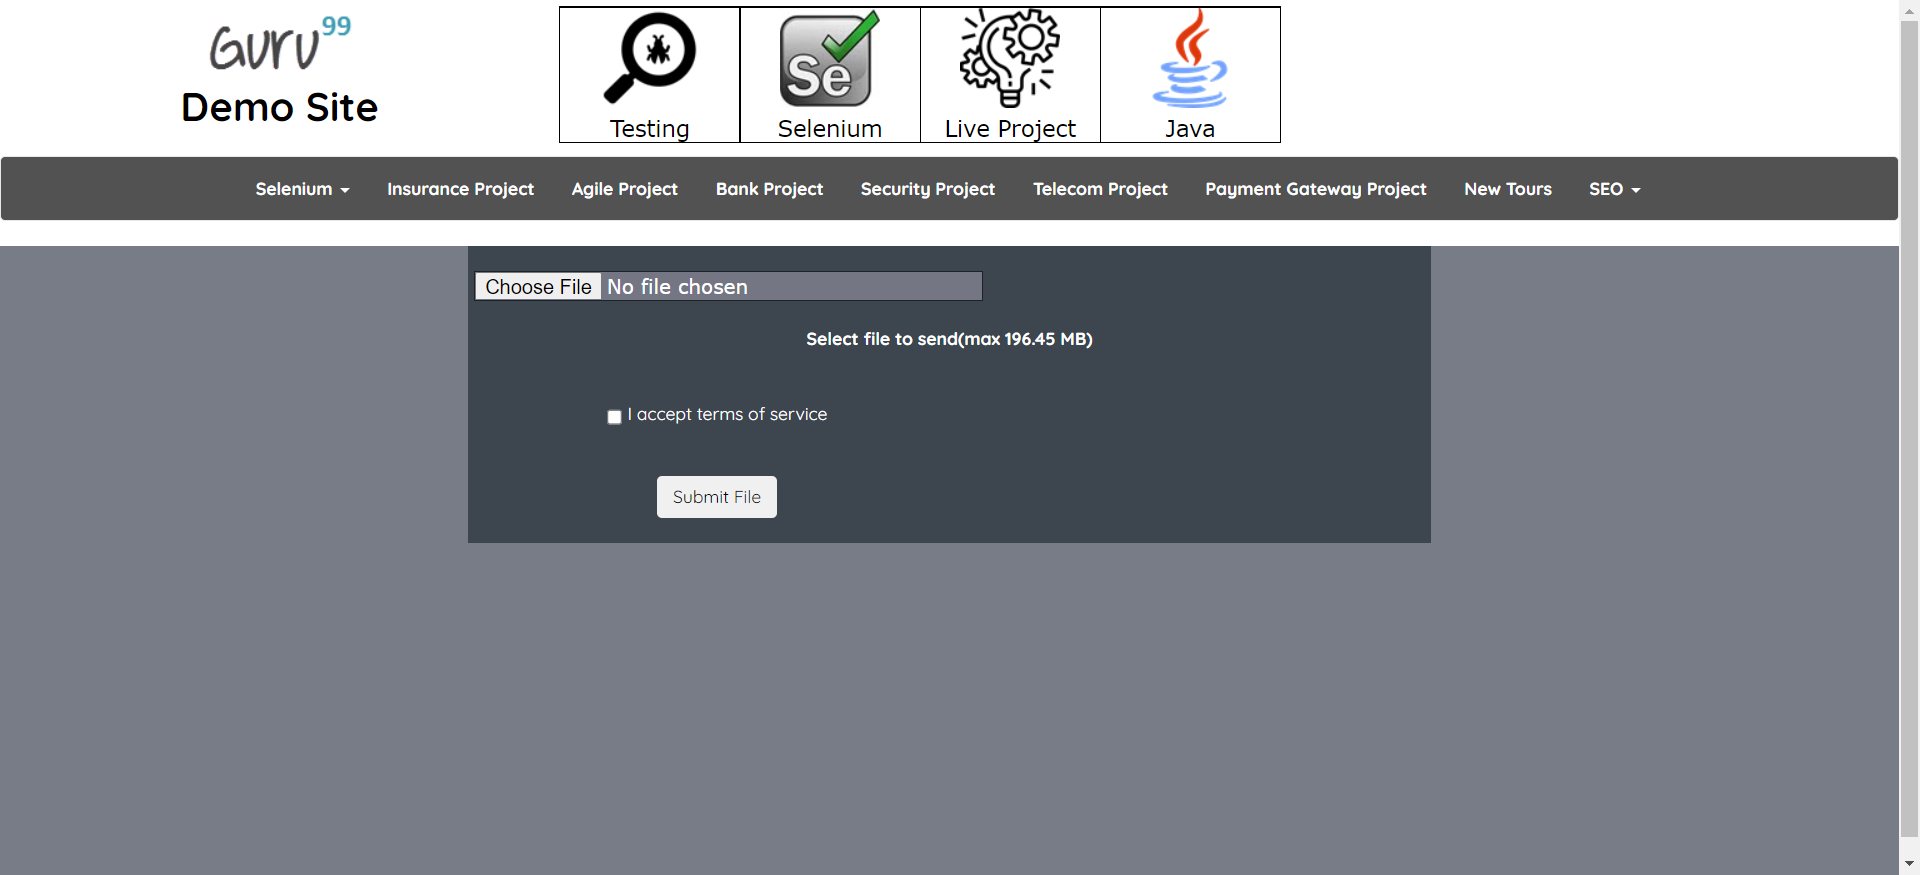 Guru99
Demo Site
Testing
Se
Selenium
Live Project
Java
Selenium Insurance Project Agile Project Bank Project Security Project Telecom Project Payment Gateway Project New Tours SEO
Choose File No file chosen
Select file to send(max 196.45 MB)
I accept terms of service
Submit File